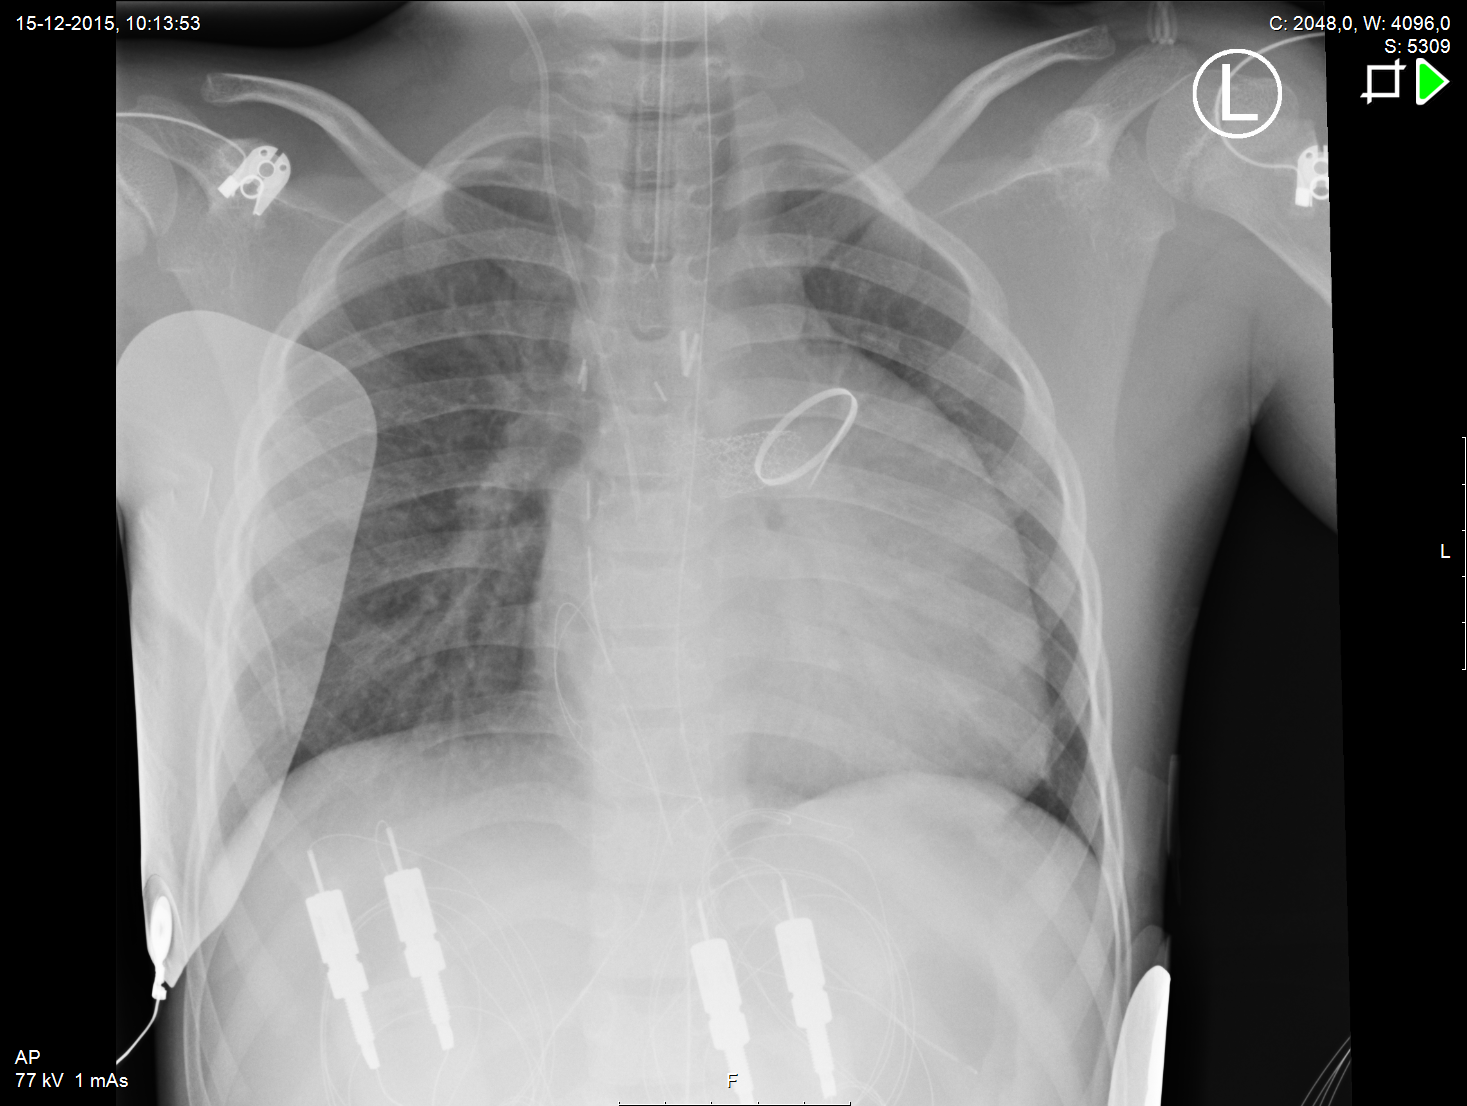 15-12-2015, 10:13:53
C: 2048,0, W: 4096,0
S: 5309
L
L
AP
77 kV 1 mAs
F